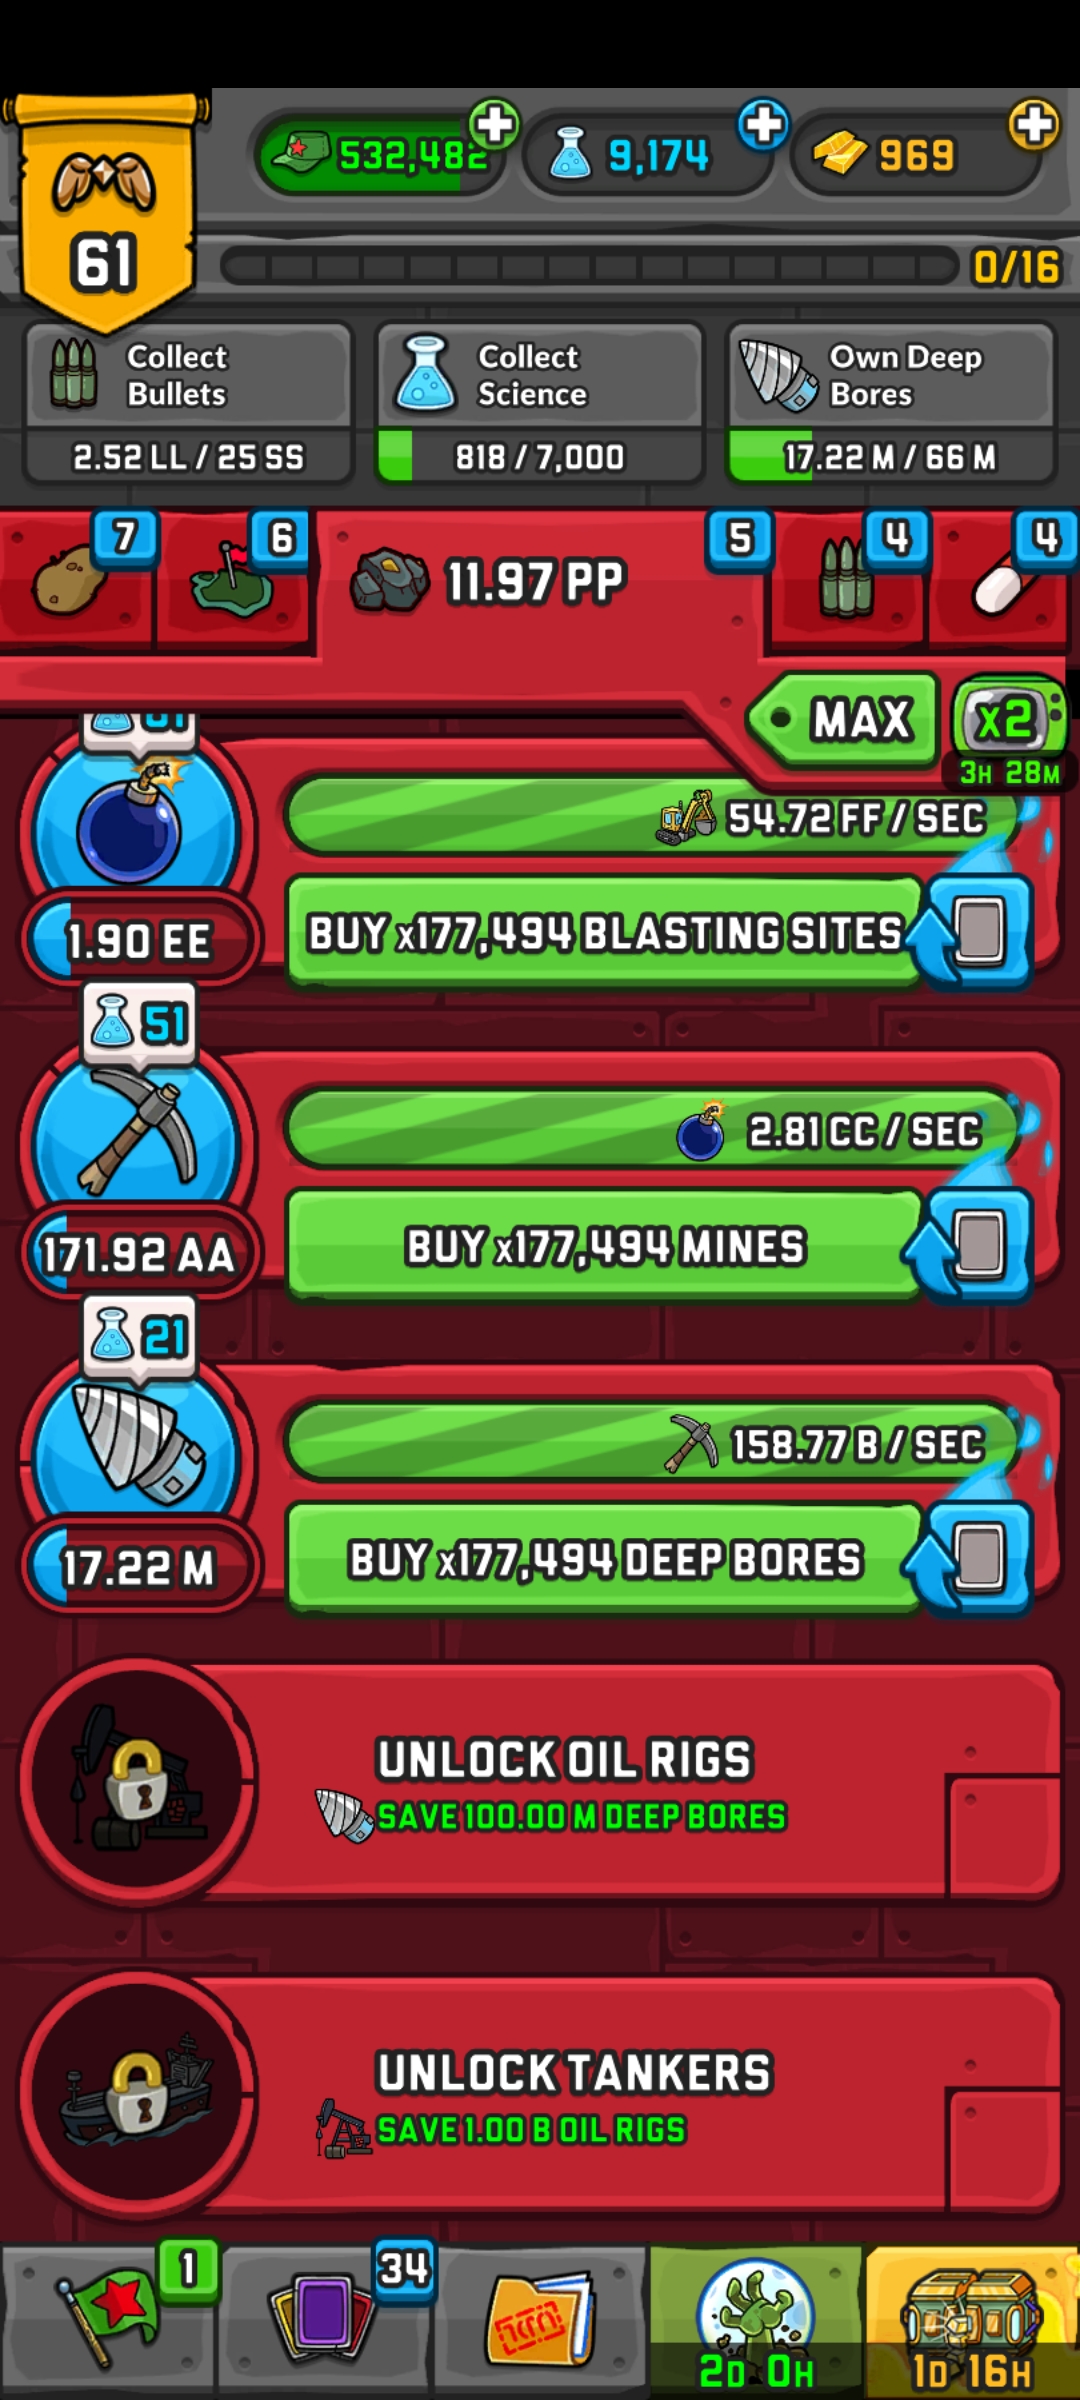 532,482
9,174
969
61
0/16
Collect
Bullets
2.52 LL / 25 SS
Collect
Science
818 / 7,000
Own Deep
Bores
17.22 M / 66 M
7
6
11.97 PP
5
4
4
MAX
x2
3H 28M
54.72 FF / SEC
1.90 EE
BUY x177,494 BLASTING SITES
51
2.81 CC / SEC
171.92 AA
BUY x177,494 MINES
21
158.77 B / SEC
17.22 M
BUY x177,494 DEEP BORES
UNLOCK OIL RIGS
SAVE 100.00 M DEEP BORES
UNLOCK TANKERS
SAVE 1.00 B OIL RIGS
1
34
2D 0H
1D 16H